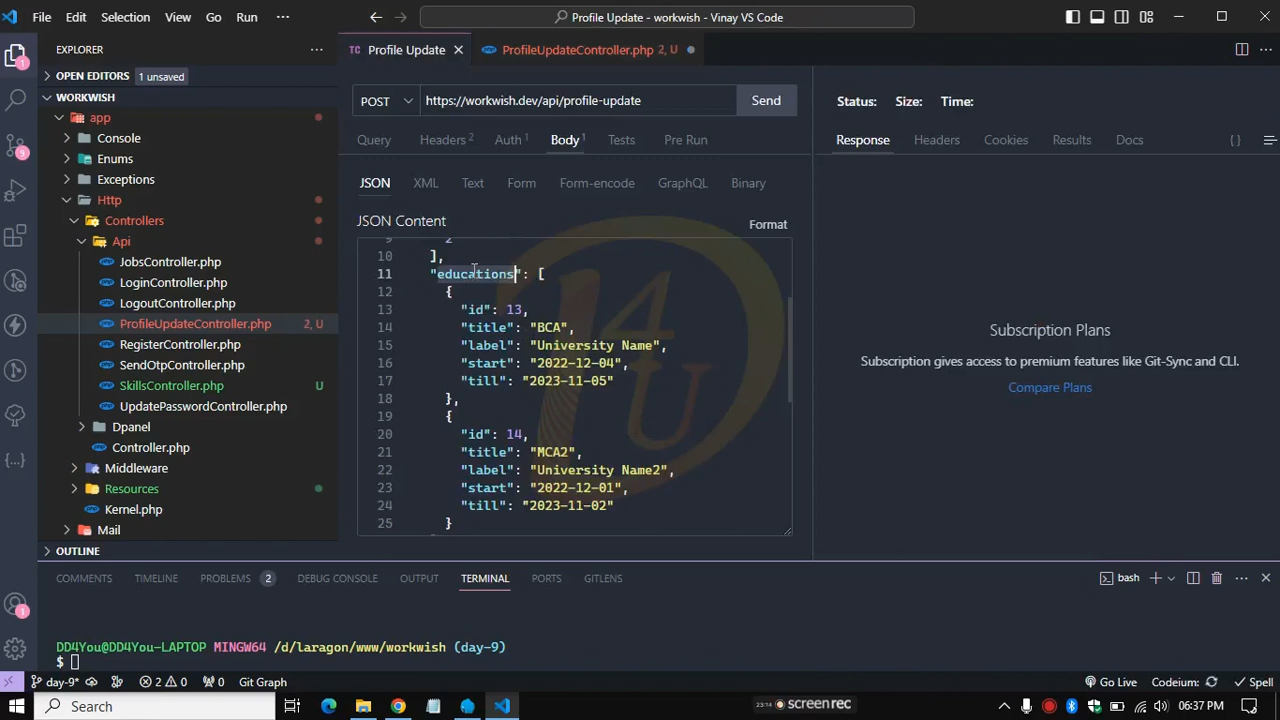 File Edit Selection View Go Run ··· Profile Update - workwish - Vinay VS Code
EXPLORER ···
OPEN EDITORS 1 unsaved
WORKWISH
app
Console
Enums
Exceptions
Http
Controllers
Api
JobsController.php
LoginController.php
LogoutController.php
ProfileUpdateController.php 2, U
RegisterController.php
SendOtpController.php
SkillsController.php U
UpdatePasswordController.php
Dpanel
Controller.php
Middleware
Resources
Kernel.php
Mail
OUTLINE
TC Profile Update ProfileUpdateController.php 2, U
POST https://workwish.dev/api/profile-update Send
Query Headers 2 Auth 1 Body 1 Tests Pre Run
JSON XML Text Form Form-encode GraphQL Binary
JSON Content Format
9 2
10 ],
11 "educations": [
12 {
13 "id": 13,
14 "title": "BCA",
15 "label": "University Name",
16 "start": "2022-12-04",
17 "till": "2023-11-05"
18 },
19 {
20 "id": 14,
21 "title": "MCA2",
22 "label": "University Name2",
23 "start": "2022-12-01",
24 "till": "2023-11-02"
25 }
Status: Size: Time:
Response Headers Cookies Results Docs {}
Subscription Plans
Subscription gives access to premium features like Git-Sync and CLI.
Compare Plans
COMMENTS TIMELINE PROBLEMS 2 DEBUG CONSOLE OUTPUT TERMINAL PORTS GITLENS bash
DD4You@DD4You-LAPTOP MINGW64 /d/laragon/www/workwish (day-9)
$
day-9* 2 0 0 Git Graph Go Live Codeium: Spell
Search 23:14 screenrec 06:37 PM